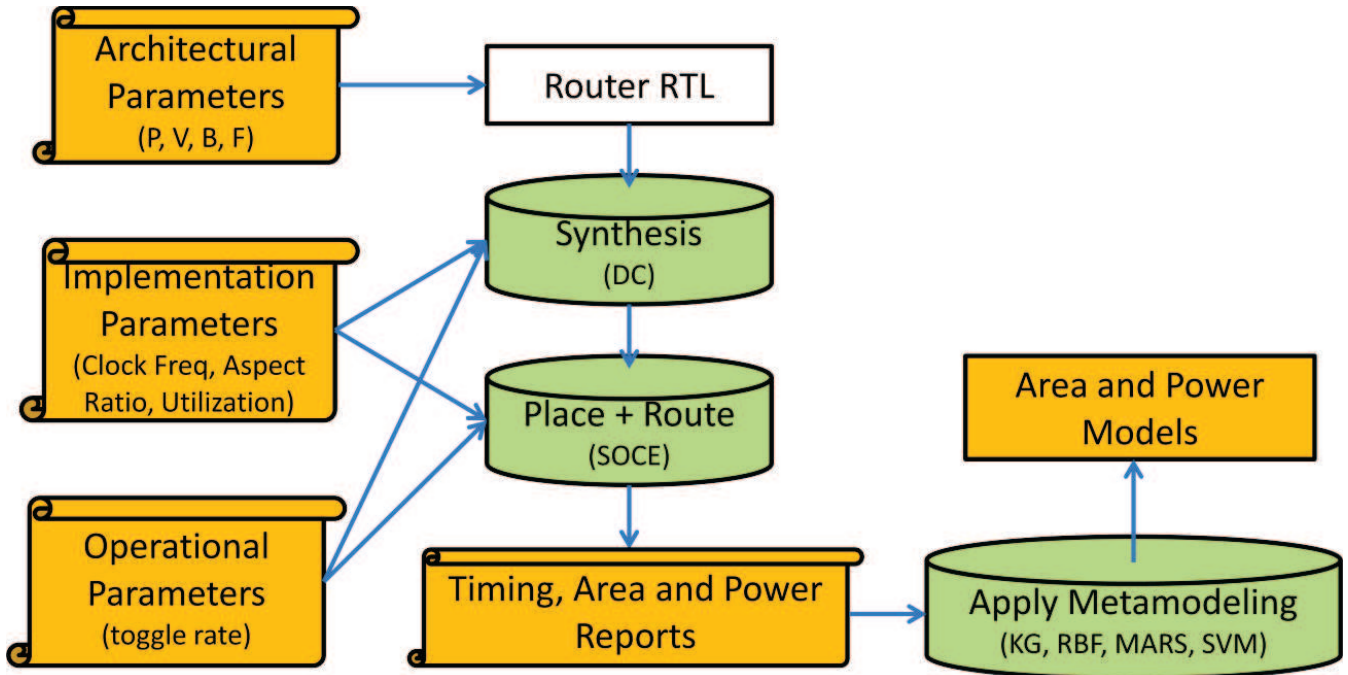 Architectural
Parameters
(P, V, B, F)
Router RTL
Synthesis
(DC)
Implementation
Parameters
(Clock Freq, Aspect
Ratio, Utilization)
Place + Route
(SOCE)
Area and Power
Models
Operational
Parameters
(toggle rate)
Timing, Area and Power
Reports
Apply Metamodeling
(KG, RBF, MARS, SVM)